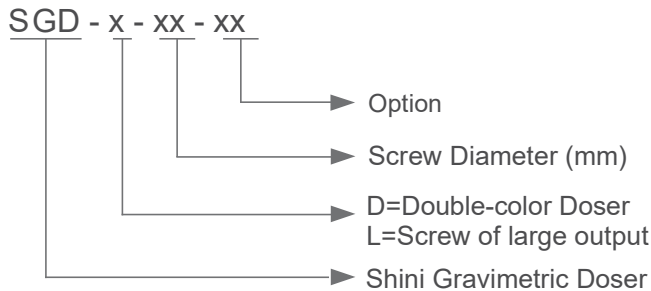 SGD - x - xx - xx
Option
Screw Diameter (mm)
D=Double-color Doser
L=Screw of large output
Shini Gravimetric Doser